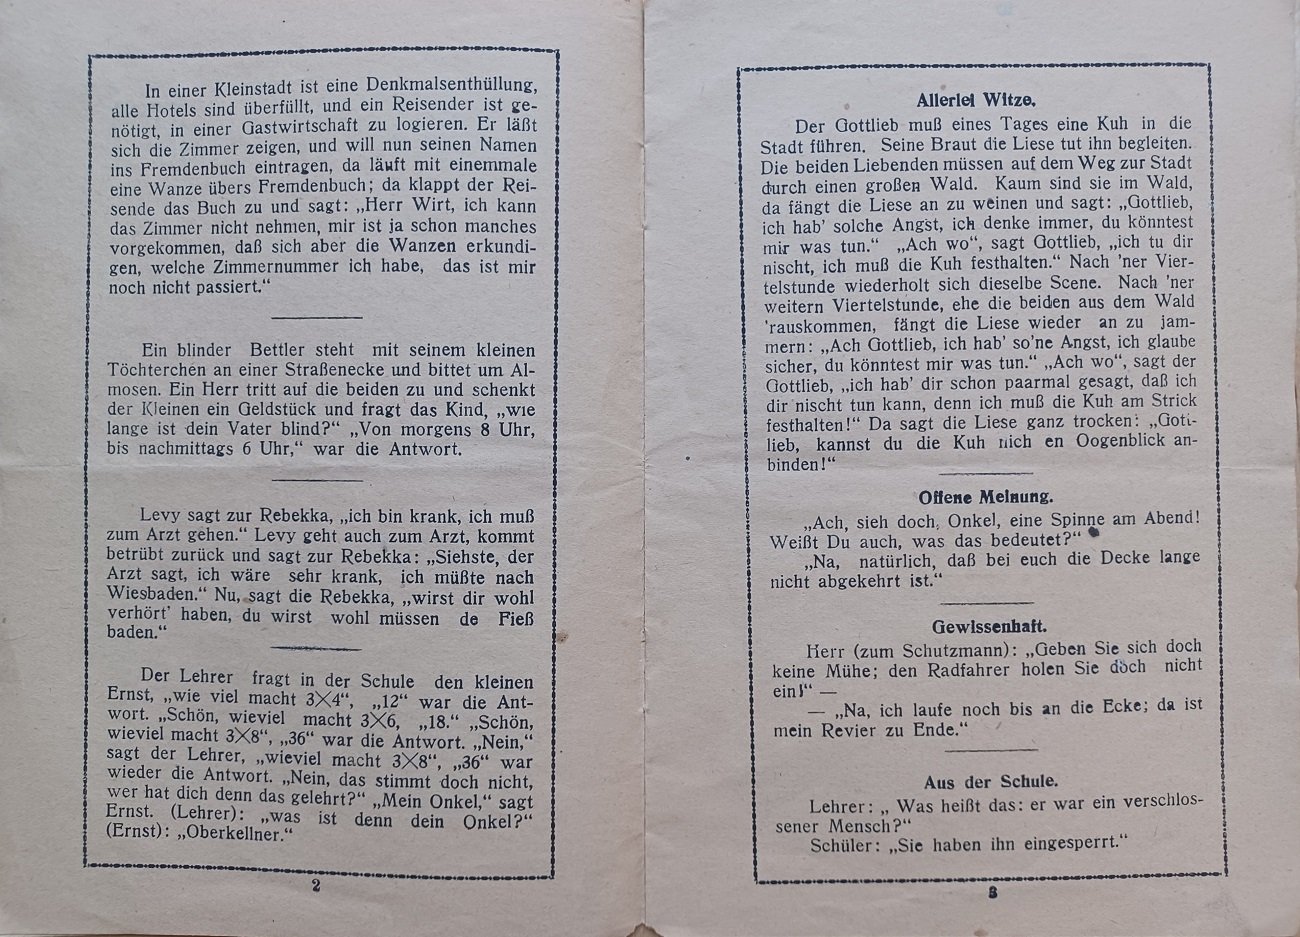 In einer Kleinstadt ist eine Denkmalsenthüllung,
alle Hotels sind überfüllt, und ein Reisender ist ge-
nötigt, in einer Gastwirtschaft zu logieren. Er läßt
sich die Zimmer zeigen, und will nun seinen Namen
ins Fremdenbuch eintragen, da läuft mit einemmale
eine Wanze übers Fremdenbuch; da klappt der Rei-
sende das Buch zu und sagt: „Herr Wirt, ich kann
das Zimmer nicht nehmen, mir ist ja schon manches
vorgekommen, daß sich aber die Wanzen erkundi-
gen, welche Zimmernummer ich habe, das ist mir
noch nicht passiert.“
Ein blinder Bettler steht mit seinem kleinen
Töchterchen an einer Straßenecke und bittet um Al-
mosen. Ein Herr tritt auf die beiden zu und schenkt
der Kleinen ein Geldstück und fragt das Kind, „wie
lange ist dein Vater blind?“ „Von morgens 8 Uhr,
bis nachmittags 6 Uhr,“ war die Antwort.
Levy sagt zur Rebekka, „ich bin krank, ich muß
zum Arzt gehen.“ Levy geht auch zum Arzt, kommt
betrübt zurück und sagt zur Rebekka: „Siehste, der
Arzt sagt, ich wäre sehr krank, ich müßte nach
Wiesbaden.“ Nu, sagt die Rebekka, „wirst dir wohl
verhört’ haben, du wirst wohl müssen de Fieß
baden.“
Der Lehrer fragt in der Schule den kleinen
Ernst, „wie viel macht 3×4“, „12“ war die Ant-
wort. „Schön, wieviel macht 3×6, „18.“ „Schön,
wieviel macht 3×8“, „36“ war die Antwort. „Nein,“
sagt der Lehrer, „wieviel macht 3×8“, „36“ war
wieder die Antwort. „Nein, das stimmt doch nicht,
wer hat dich denn das gelehrt?“ „Mein Onkel,“ sagt
Ernst. (Lehrer): „was ist denn dein Onkel?“
(Ernst): „Oberkellner.“
2
Allerlei Witze.
Der Gottlieb muß eines Tages eine Kuh in die
Stadt führen. Seine Braut die Liese tut ihn begleiten.
Die beiden Liebenden müssen auf dem Weg zur Stadt
durch einen großen Wald. Kaum sind sie im Wald,
da fängt die Liese an zu weinen und sagt: „Gottlieb,
ich hab’ solche Angst, ich denke immer, du könntest
mir was tun.“ „Ach wo“, sagt Gottlieb, „ich tu dir
nischt, ich muß die Kuh festhalten.“ Nach ’ner Vier-
telstunde wiederholt sich dieselbe Scene. Nach ’ner
weitern Viertelstunde, ehe die beiden aus dem Wald
’rauskommen, fängt die Liese wieder an zu jam-
mern: „Ach Gottlieb, ich hab’ so’ne Angst, ich glaube
sicher, du könntest mir was tun.“ „Ach wo“, sagt der
Gottlieb, „ich hab’ dir schon paarmal gesagt, daß ich
dir nischt tun kann, denn ich muß die Kuh am Strick
festhalten!“ Da sagt die Liese ganz trocken: „Gott-
lieb, kannst du die Kuh nich en Oogenblick an-
binden!“
Offene Meinung.
„Ach, sieh doch, Onkel, eine Spinne am Abend!
Weißt Du auch, was das bedeutet?“
„Na, natürlich, daß bei euch die Decke lange
nicht abgekehrt ist.“
Gewissenhaft.
Herr (zum Schutzmann): „Geben Sie sich doch
keine Mühe; den Radfahrer holen Sie doch nicht
ein!“ —
— „Na, ich laufe noch bis an die Ecke; da ist
mein Revier zu Ende.“
Aus der Schule.
Lehrer: „ Was heißt das: er war ein verschlos-
sener Mensch?“
Schüler: „Sie haben ihn eingesperrt.“
3